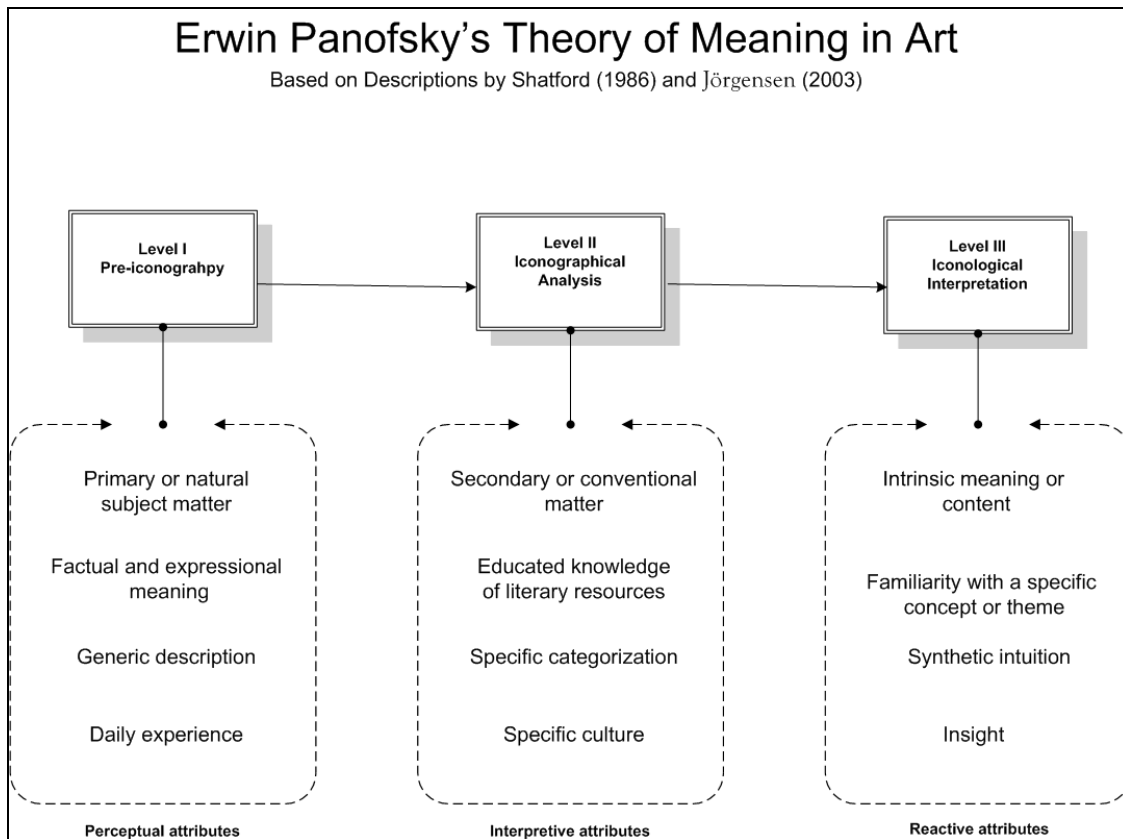 Erwin Panofsky's Theory of Meaning in Art
Based on Descriptions by Shatford (1986) and Jörgensen (2003)
Level I
Pre-iconograhpy
Level II
Iconographical
Analysis
Level III
Iconological
Interpretation
Primary or natural
subject matter
Factual and expressional
meaning
Generic description
Daily experience
Secondary or conventional
matter
Educated knowledge
of literary resources
Specific categorization
Specific culture
Intrinsic meaning or
content
Familiarity with a specific
concept or theme
Synthetic intuition
Insight
Perceptual attributes
Interpretive attributes
Reactive attributes